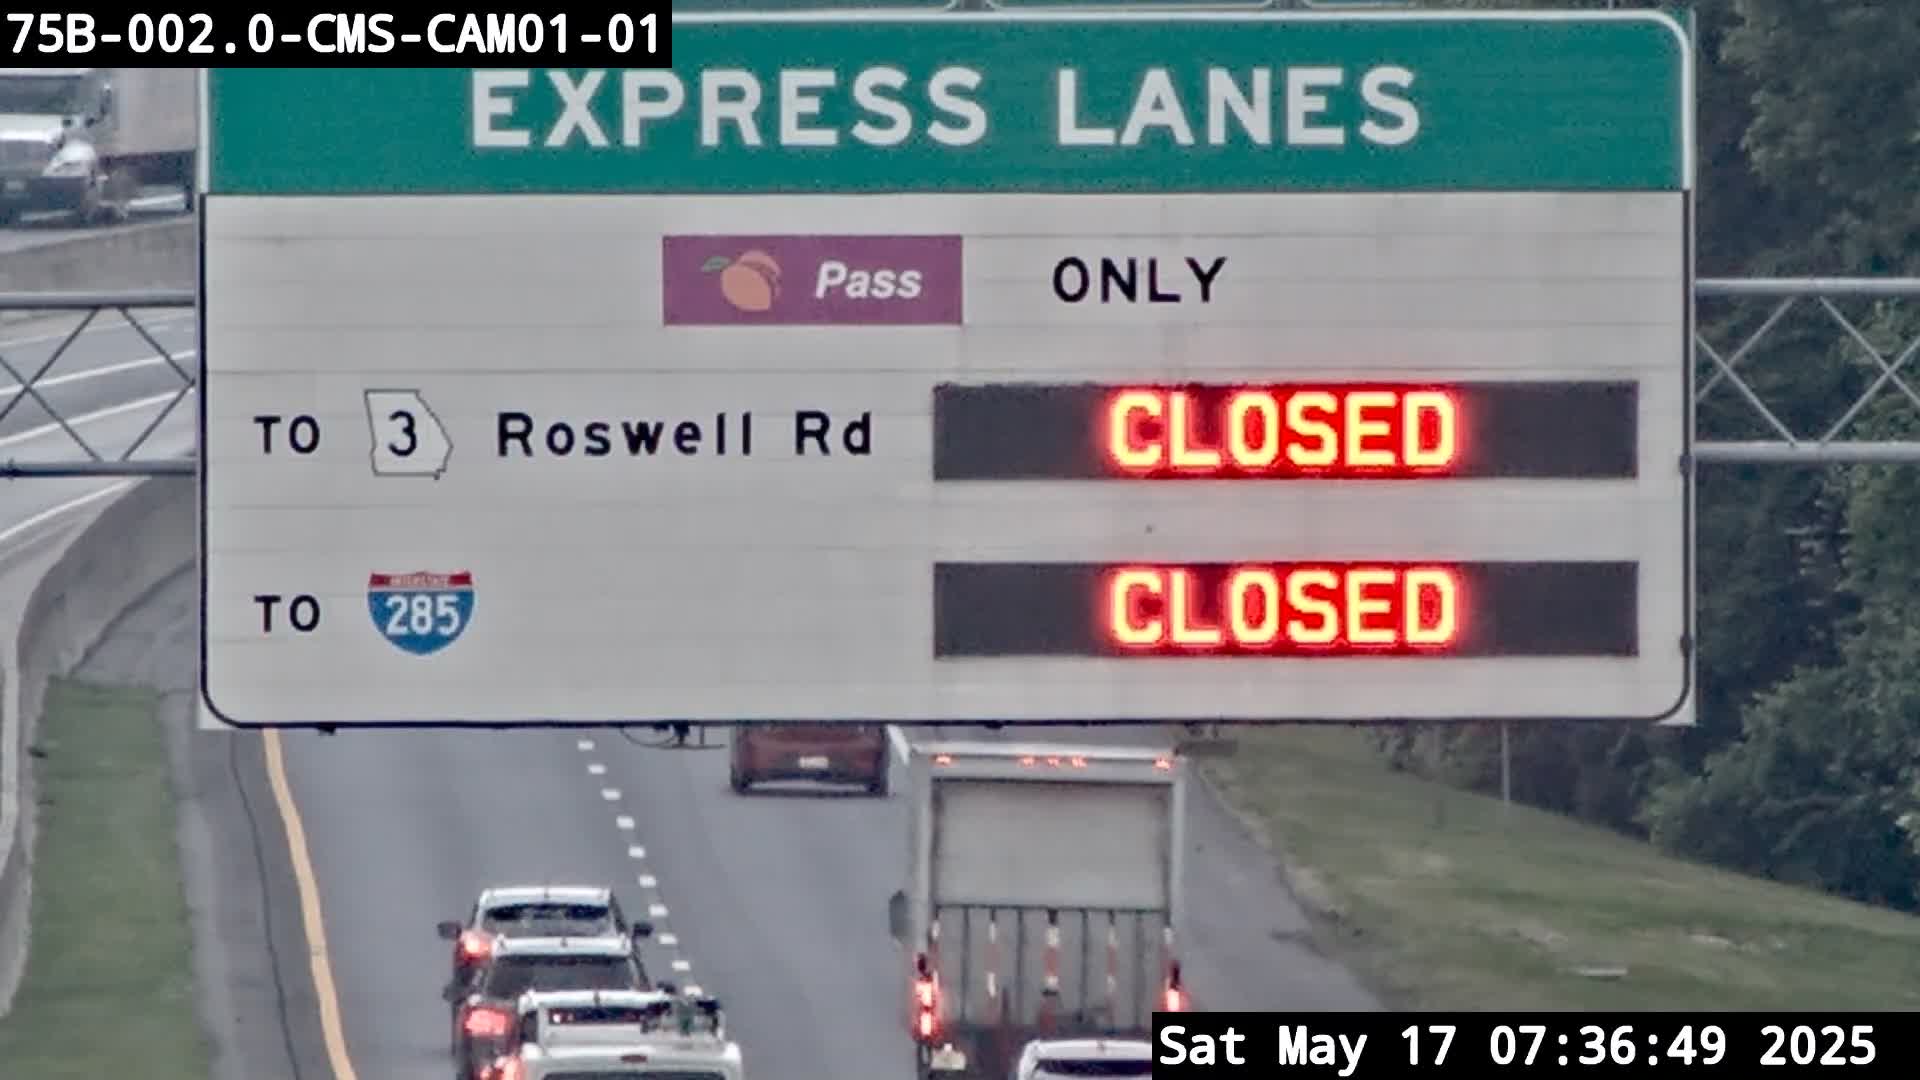 75B-002.0-CMS-CAM01-01
EXPRESS LANES
Pass ONLY
TO 3 Roswell Rd CLOSED
INTERSTATE
TO 285 CLOSED
Sat May 17 07:36:49 2025